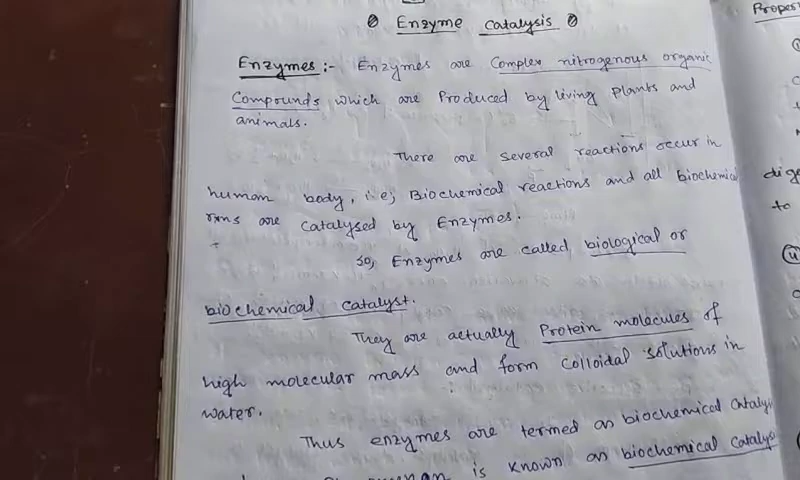 Enzyme Catalysis
Enzymes:- Enzymes are Complex nitrogenous organic
Compounds which are Produced by living plants and
animals.
There are several reactions occur in
human body, i.e; Biochemical reactions and all biochemical
rxns are Catalysed by Enzymes.
So, Enzymes are called biological or
biochemical catalyst.
They are actually Protein molecules of
high molecular mass and form colloidal solutions in
water.
Thus enzymes are termed as biochemical Cataly
is known as biochemical Catalys
Propert
dige
to